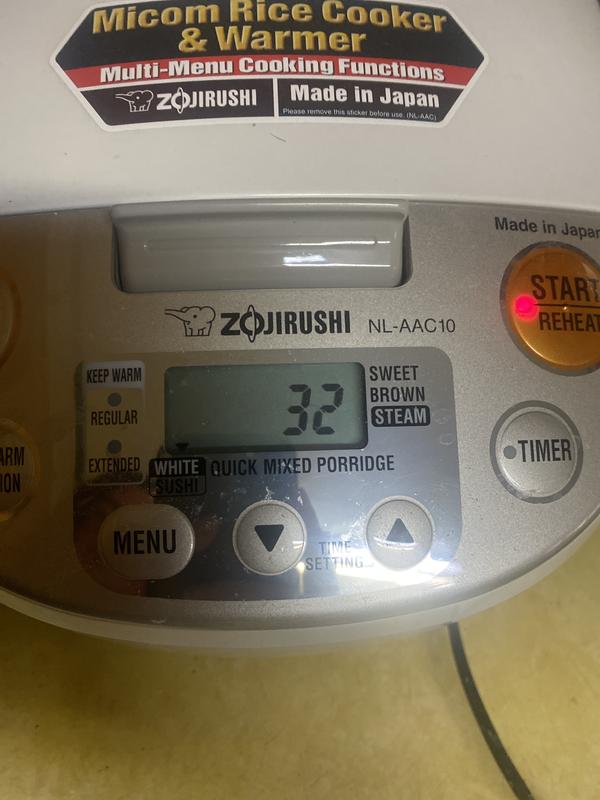 Micom Rice Cooker
& Warmer
Multi-Menu Cooking Functions
ZOJIRUSHI Made in Japan
Please remove this sticker before use. (NL-AAC)
Made in Japan
START
REHEAT
ZOJIRUSHI NL-AAC10
KEEP WARM
REGULAR
EXTENDED
32
SWEET
BROWN
STEAM
WHITE QUICK MIXED PORRIDGE
SUSHI
TIMER
MENU
▼
▲
TIME
SETTING